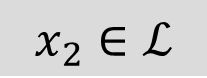 x₂ ∈ ℒ